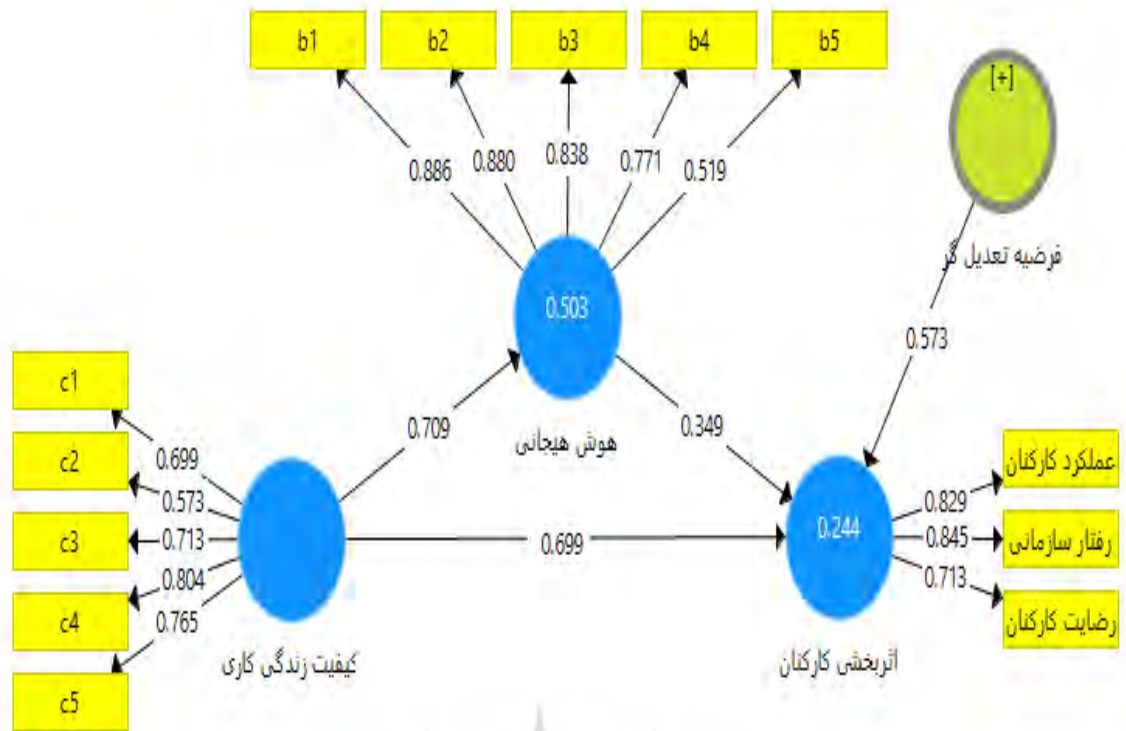 b1
b2
b3
b4
b5
[+]
0.886
0.880
0.838
0.771
0.519
فرضیه تعدیل گر
0.503
0.573
c1
c2
c3
c4
c5
0.699
0.573
0.713
0.804
0.765
0.709
هوش هیجانی
0.349
0.699
کیفیت زندگی کاری
0.244
اثربخشی کارکنان
0.829
0.845
0.713
عملکرد کارکنان
رفتار سازمانی
رضایت کارکنان